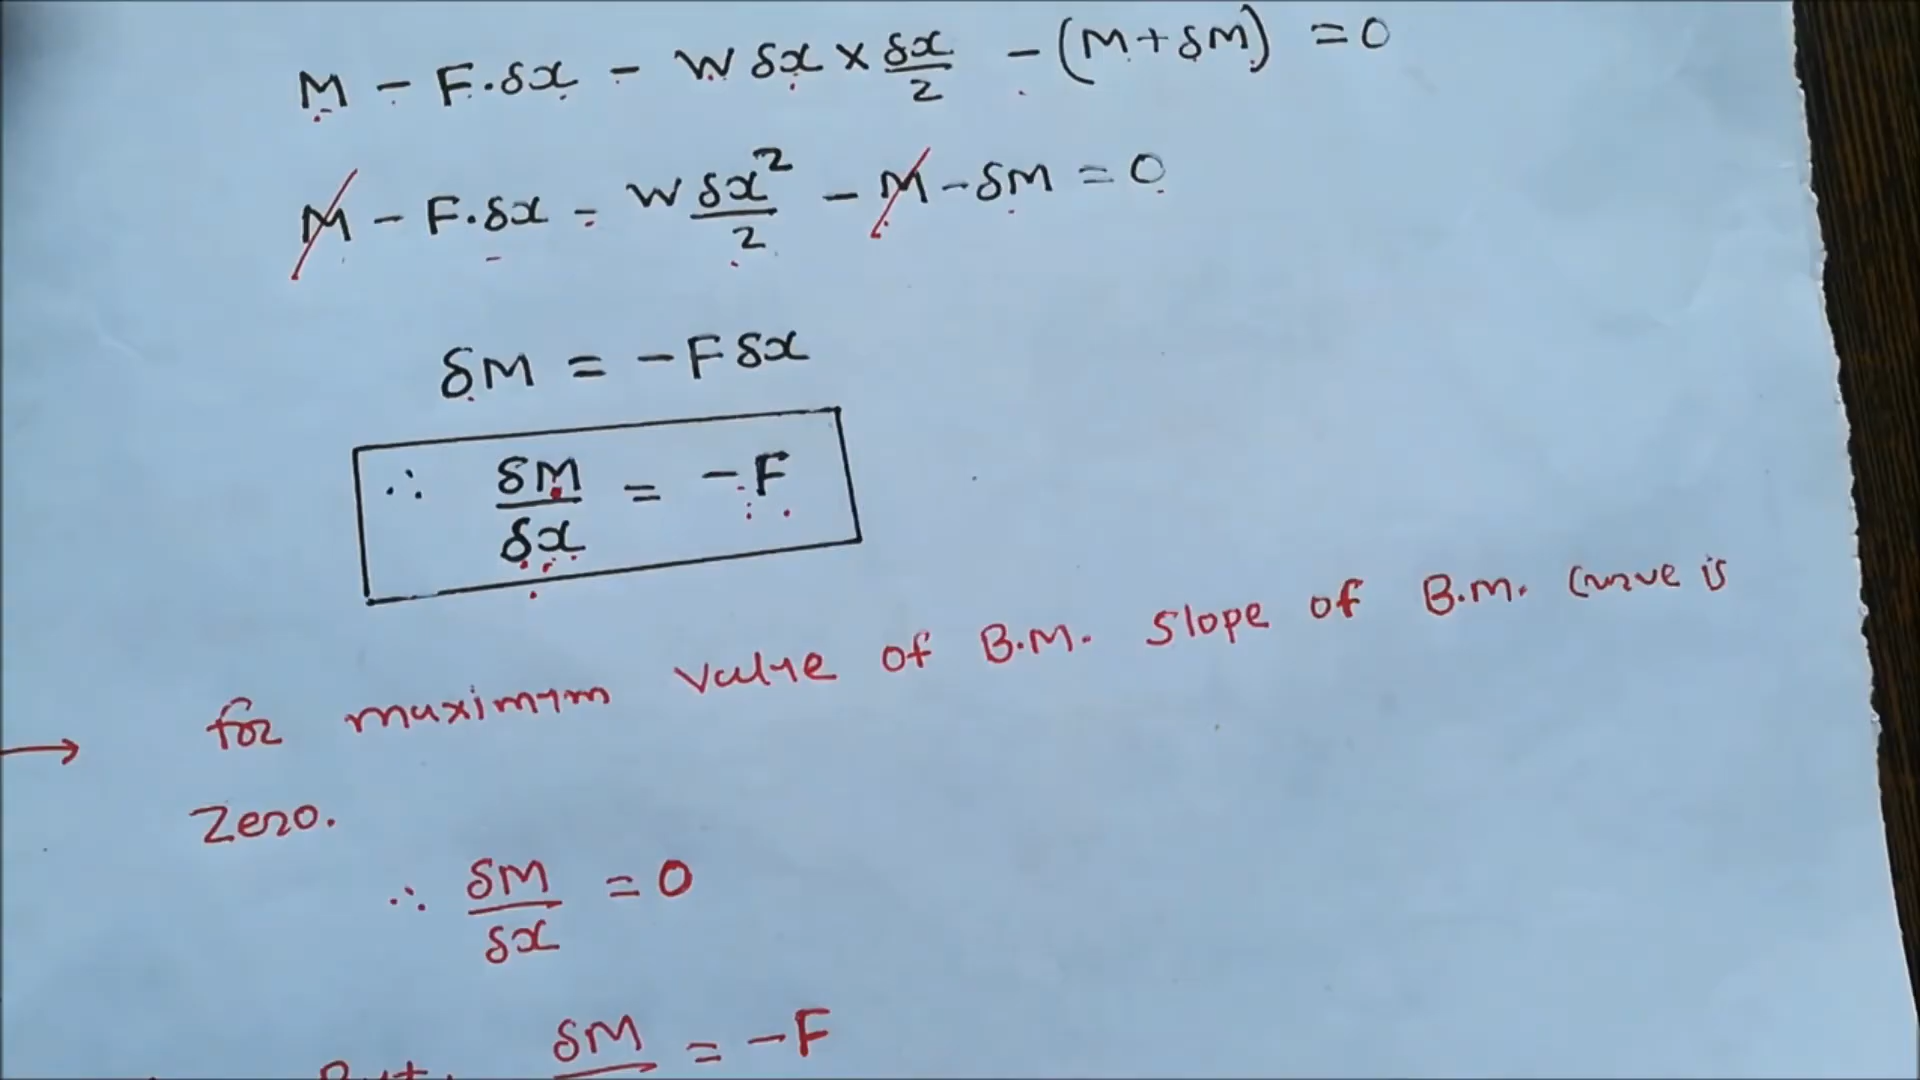 M - F.δx - W δx × δx/2 - (M+δM) = 0
M - F.δx - W δx²/2 - M - δM = 0
δM = -F δx
∴ δM/δx = -F
for maximum value of B.M. slope of B.M. curve is
zero.
∴ δM/δx = 0
But, δM = -F